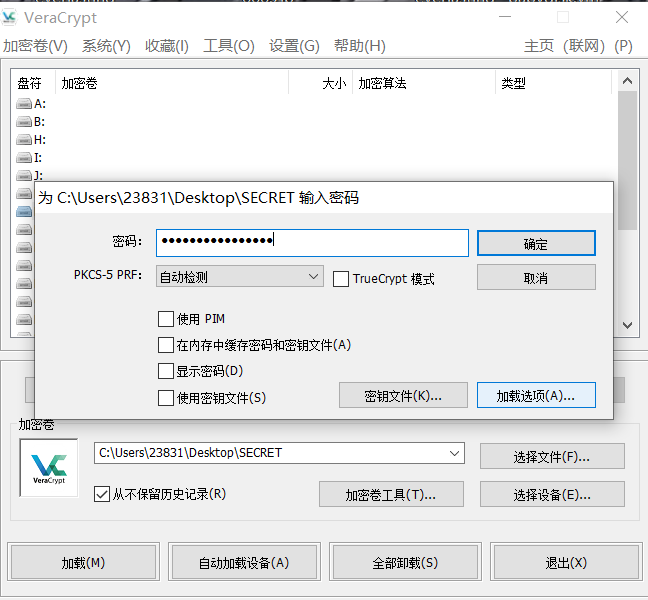 VeraCrypt
加密卷(V) 系统(Y) 收藏(I) 工具(O) 设置(G) 帮助(H) 主页 (联网) (P)
盘符 加密卷 大小 加密算法 类型
A:
B:
H:
I:
J:
为 C:\Users\23831\Desktop\SECRET 输入密码
密码: ●●●●●●●●●●●●●●●● 确定
PKCS-5 PRF: 自动检测 TrueCrypt 模式 取消
使用 PIM
在内存中缓存密码和密钥文件(A)
显示密码(D)
使用密钥文件(S) 密钥文件(K)... 加载选项(A)...
加密卷
VeraCrypt C:\Users\23831\Desktop\SECRET 选择文件(F)...
从不保留历史记录(R) 加密卷工具(T)... 选择设备(E)...
加载(M) 自动加载设备(A) 全部卸载(S) 退出(X)